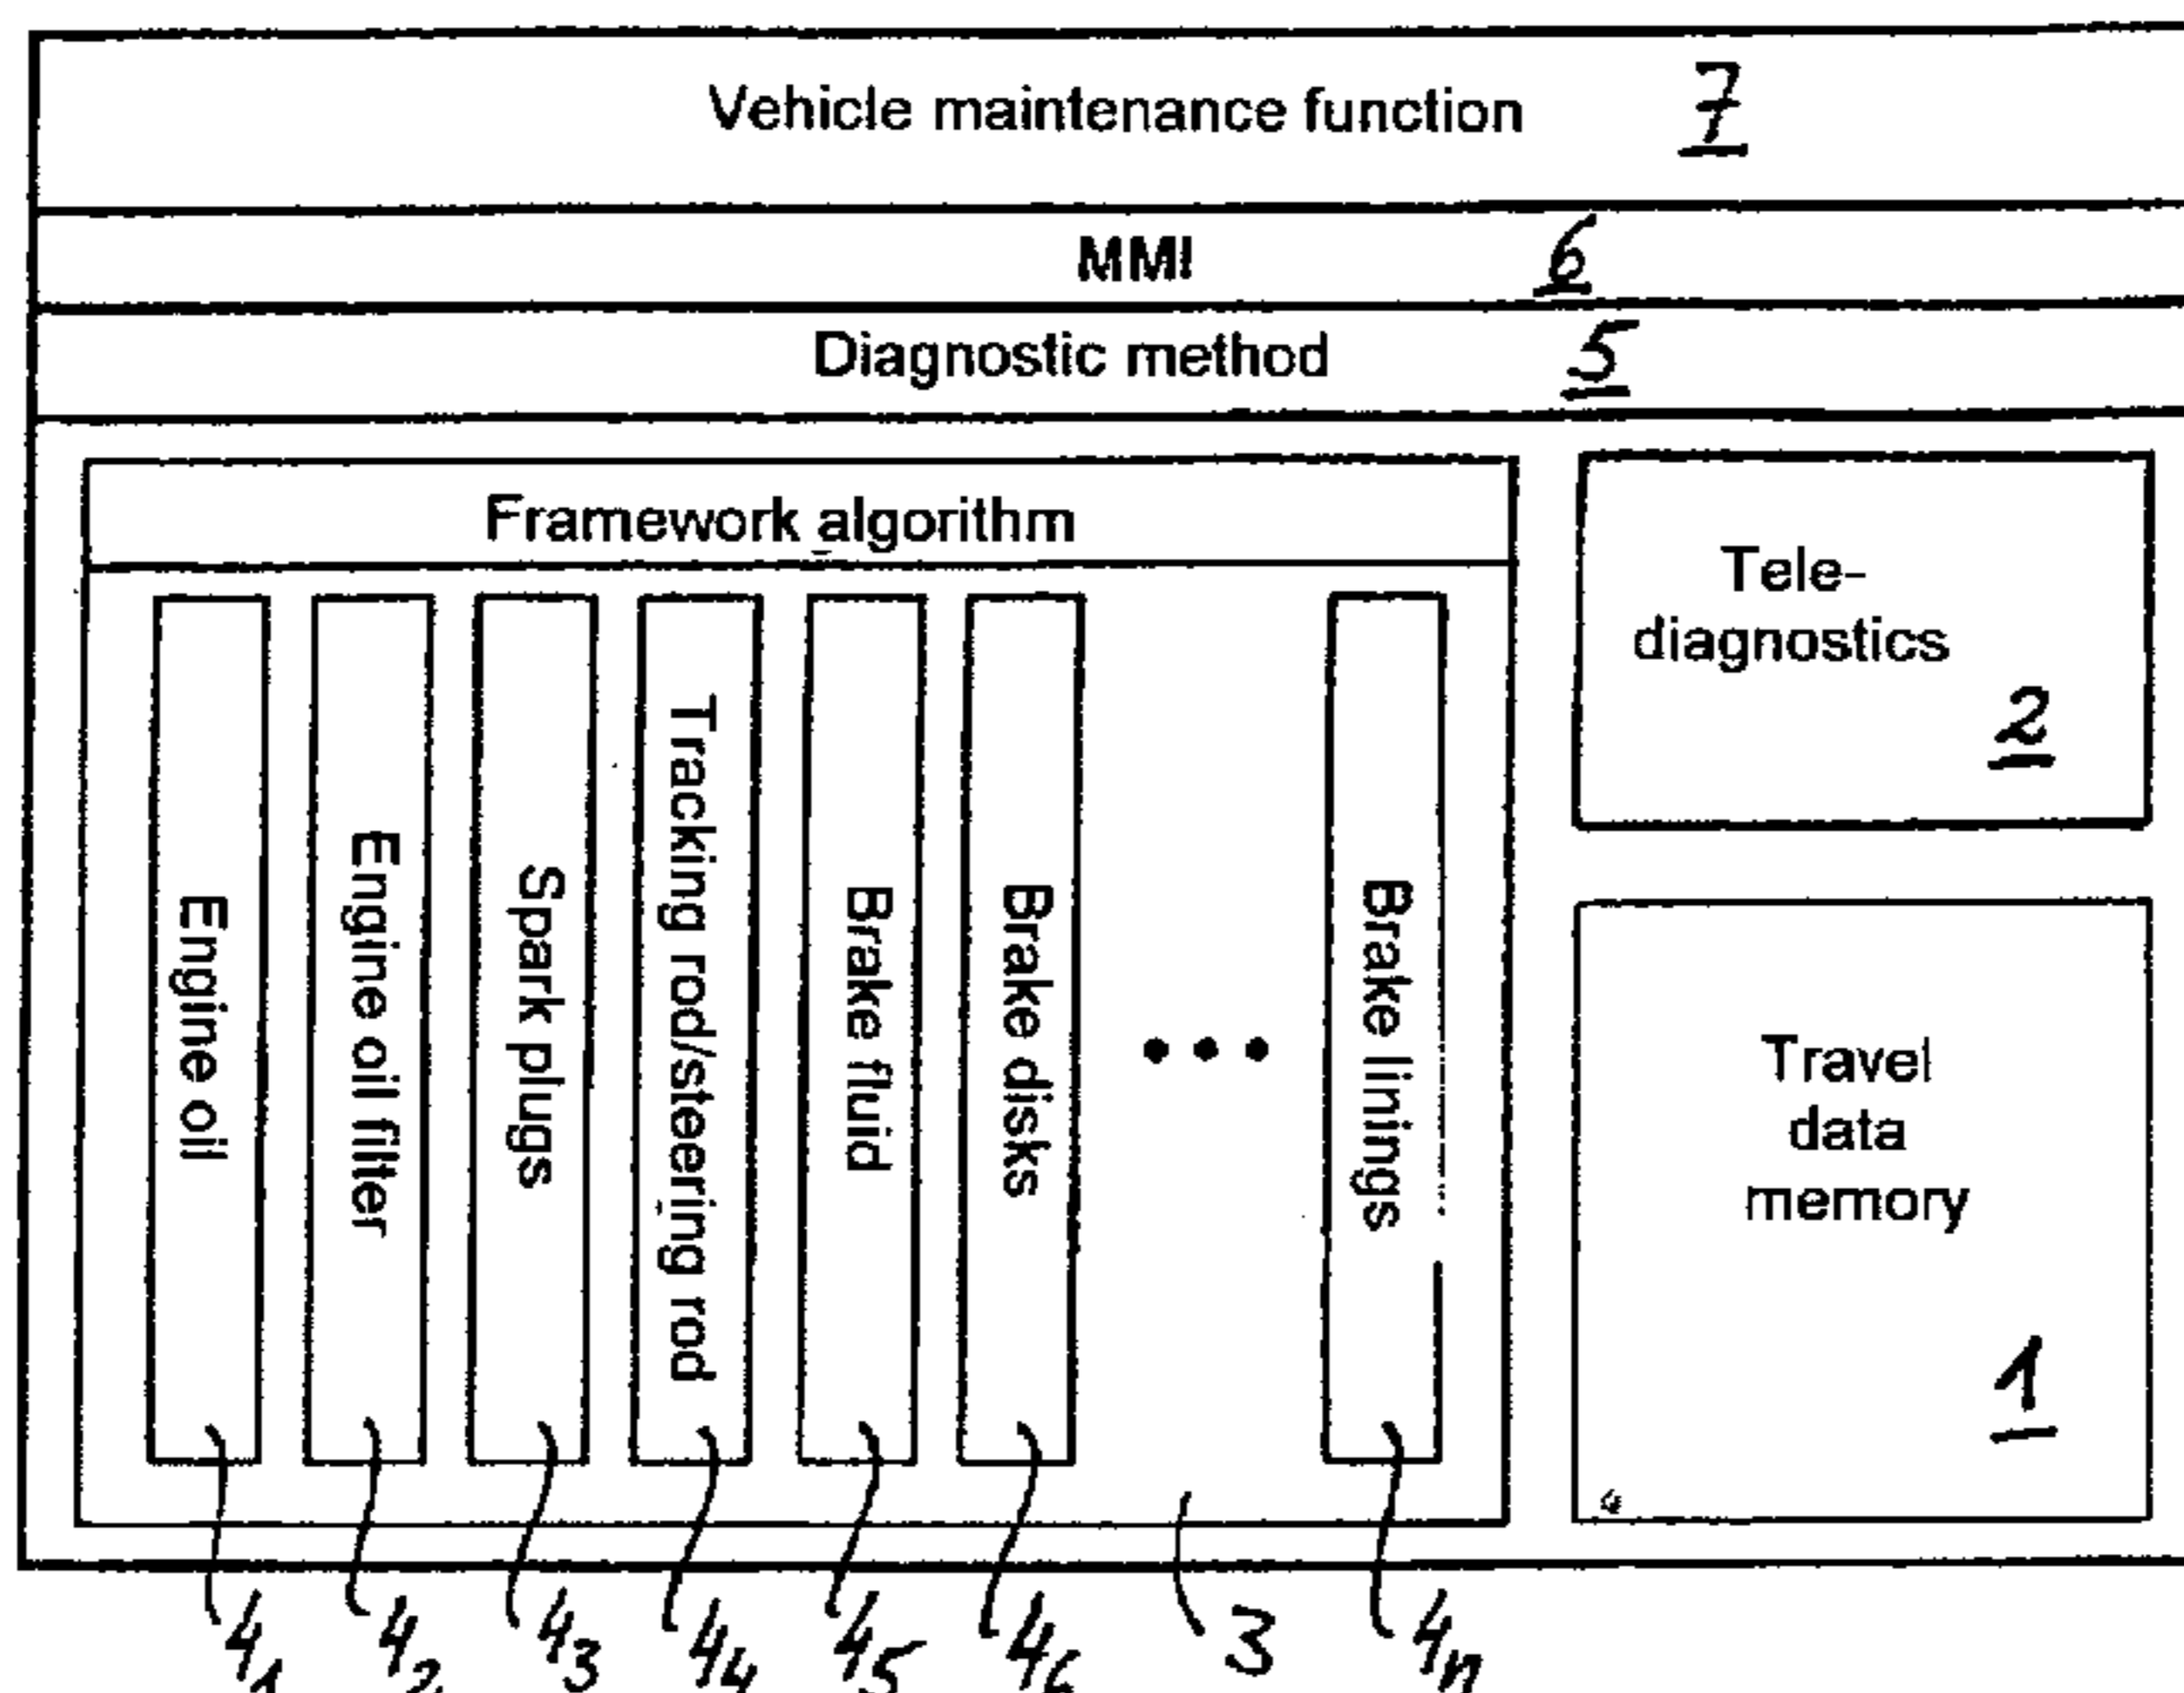 Vehicle maintenance function 7
MMI 6
Diagnostic method 5
Framework algorithm
Engine oil
Engine oil filter
Spark plugs
Tracking rod/steering rod
Brake fluid
Brake disks
•••
Brake linings
Tele-
diagnostics
2
Travel
data
memory
1
4₁ 4₂ 4₃ 4₄ 4₅ 4₆ 3 4ₙ